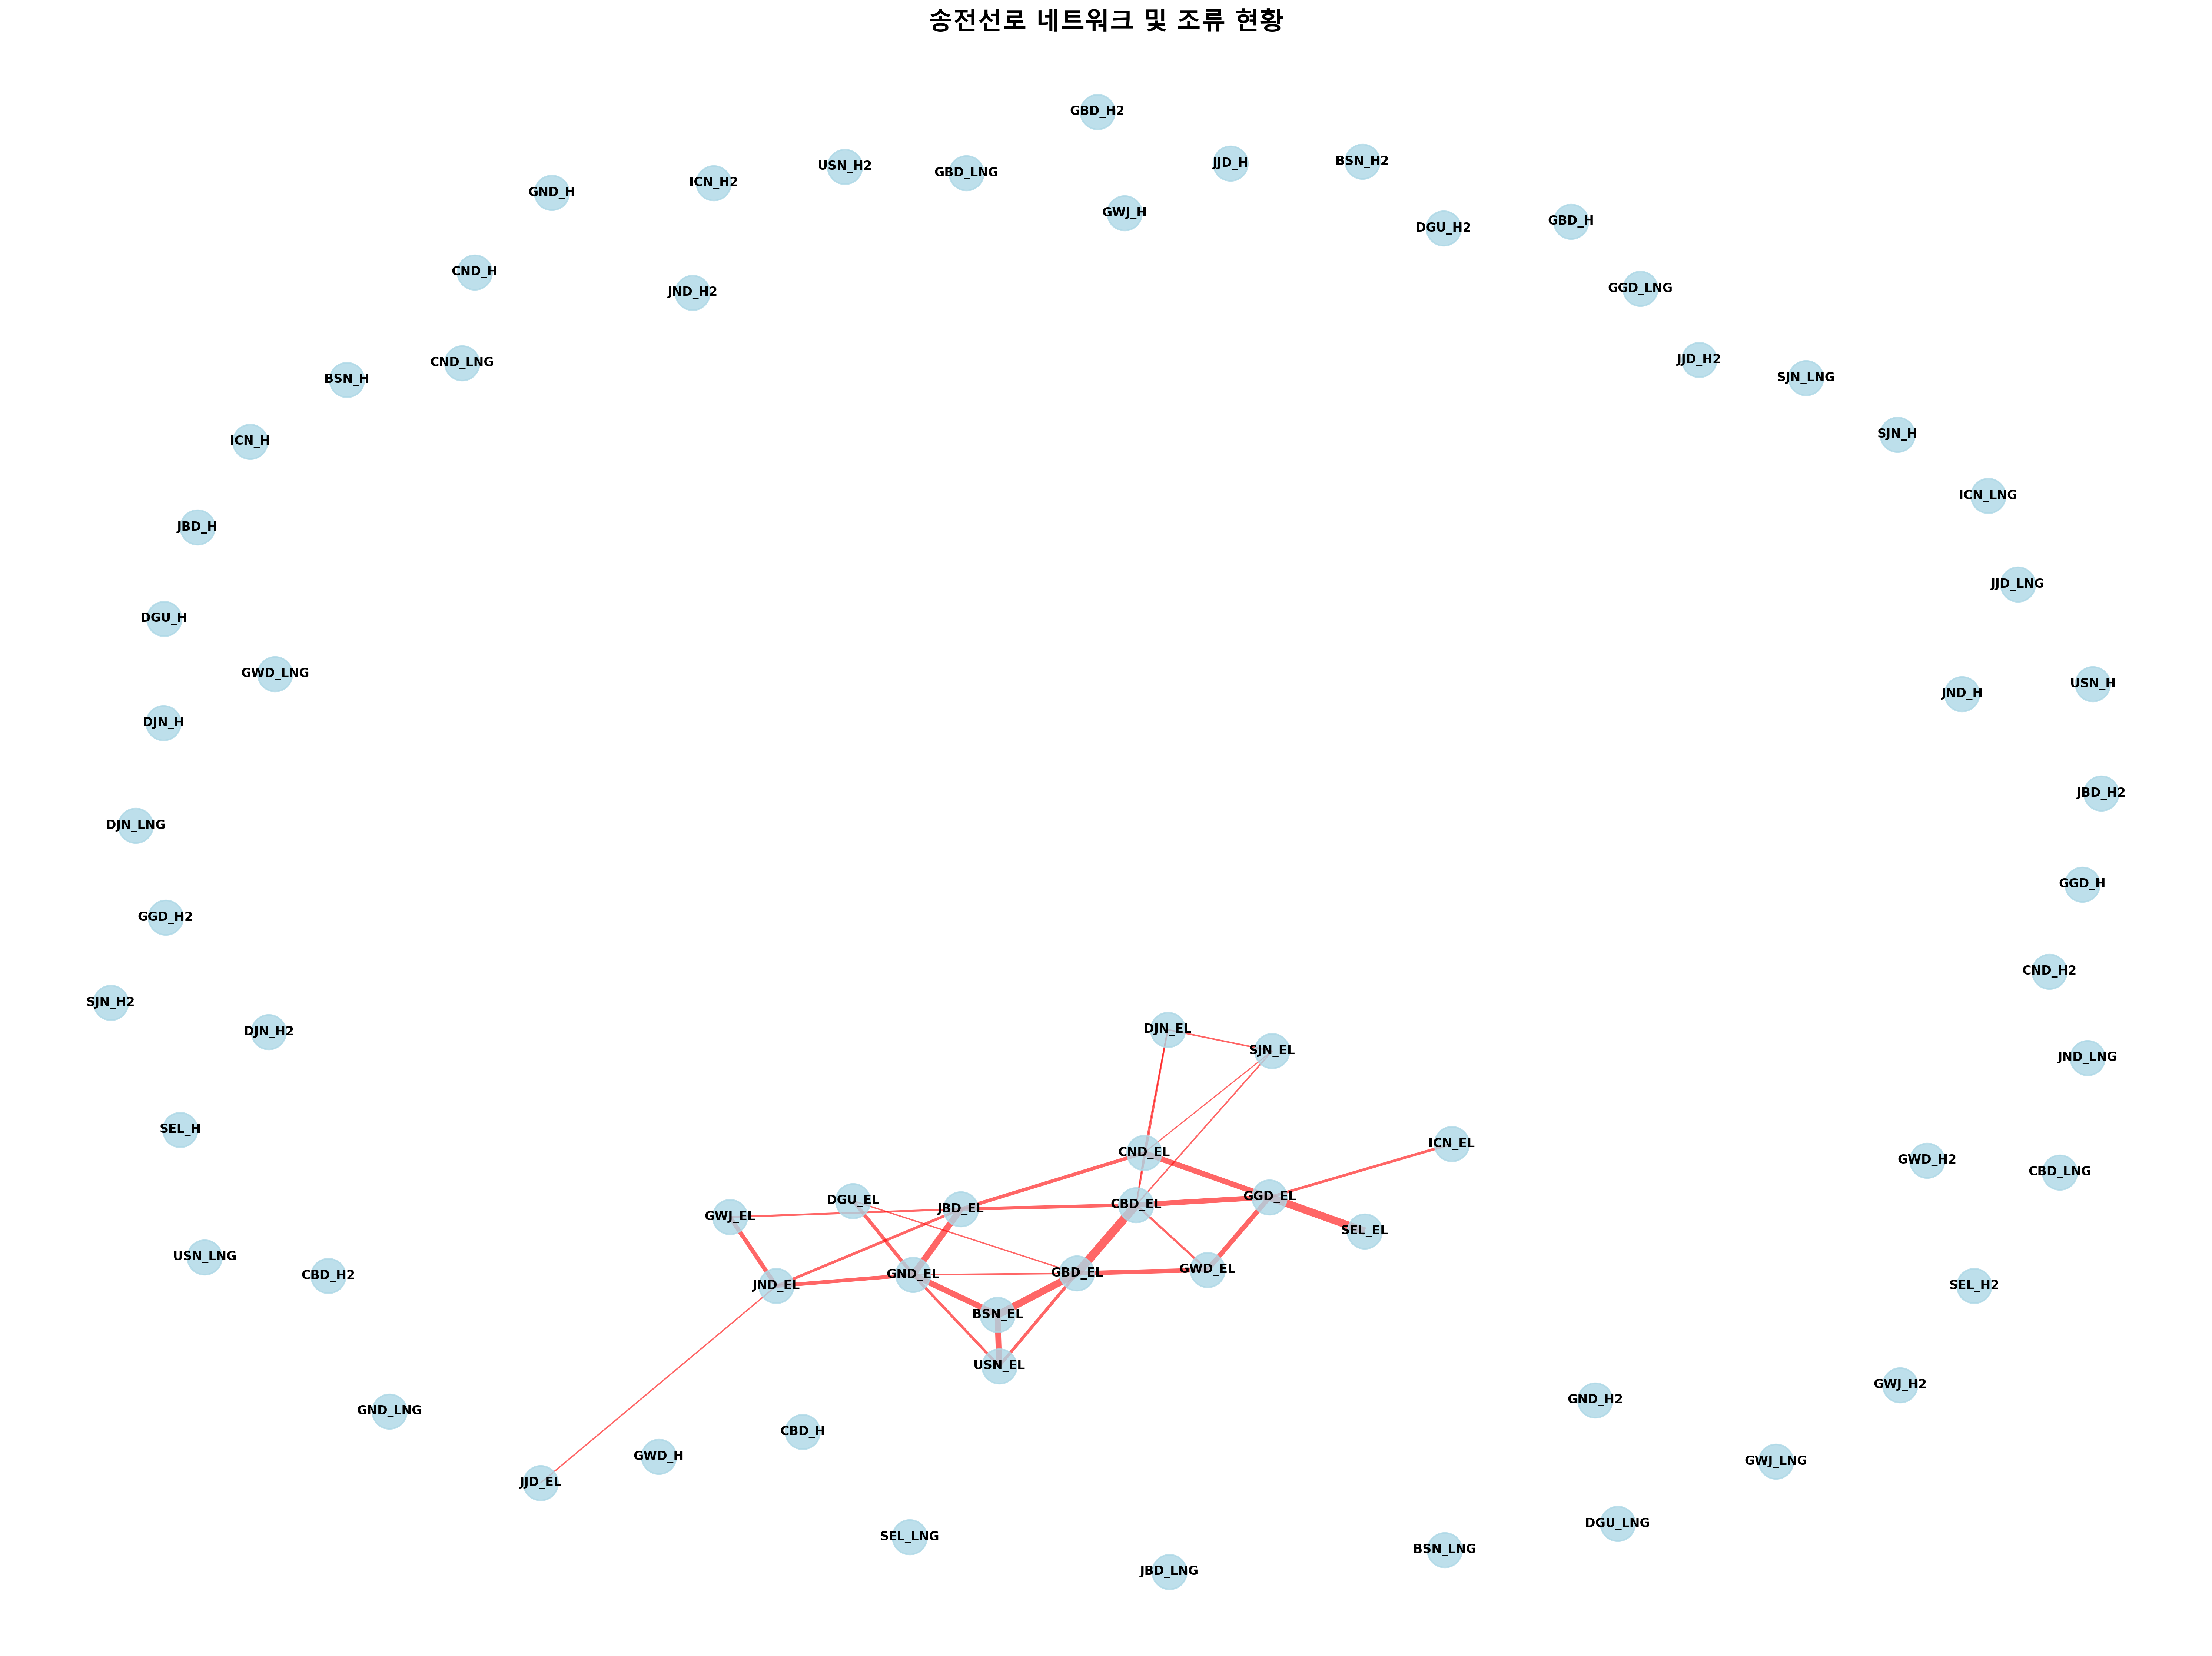 송전선로 네트워크 및 조류 현황
GBD_H2
JJD_H
BSN_H2
USN_H2
GBD_LNG
ICN_H2
GND_H
GWJ_H
GBD_H
DGU_H2
CND_H
GGD_LNG
JND_H2
JJD_H2
CND_LNG
SJN_LNG
BSN_H
SJN_H
ICN_H
ICN_LNG
JBD_H
JJD_LNG
DGU_H
GWD_LNG
USN_H
JND_H
DJN_H
JBD_H2
DJN_LNG
GGD_H
GGD_H2
CND_H2
SJN_H2
DJN_EL
DJN_H2
SJN_EL
JND_LNG
SEL_H
ICN_EL
CND_EL
GWD_H2
CBD_LNG
GGD_EL
DGU_EL
CBD_EL
JBD_EL
GWJ_EL
SEL_EL
USN_LNG
GWD_EL
GBD_EL
GND_EL
CBD_H2
JND_EL
SEL_H2
BSN_EL
USN_EL
GWJ_H2
GND_H2
GND_LNG
CBD_H
GWD_H
GWJ_LNG
JJD_EL
DGU_LNG
SEL_LNG
BSN_LNG
JBD_LNG